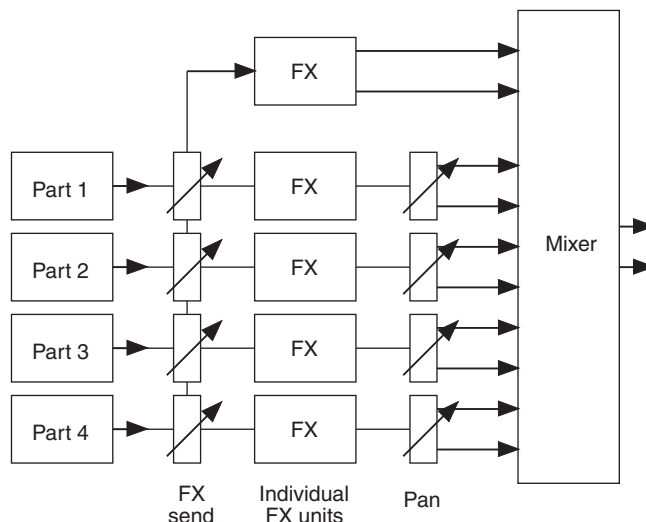 FX
Part 1
FX
Part 2
FX
Mixer
Part 3
FX
Part 4
FX
FX
send
Individual
FX units
Pan